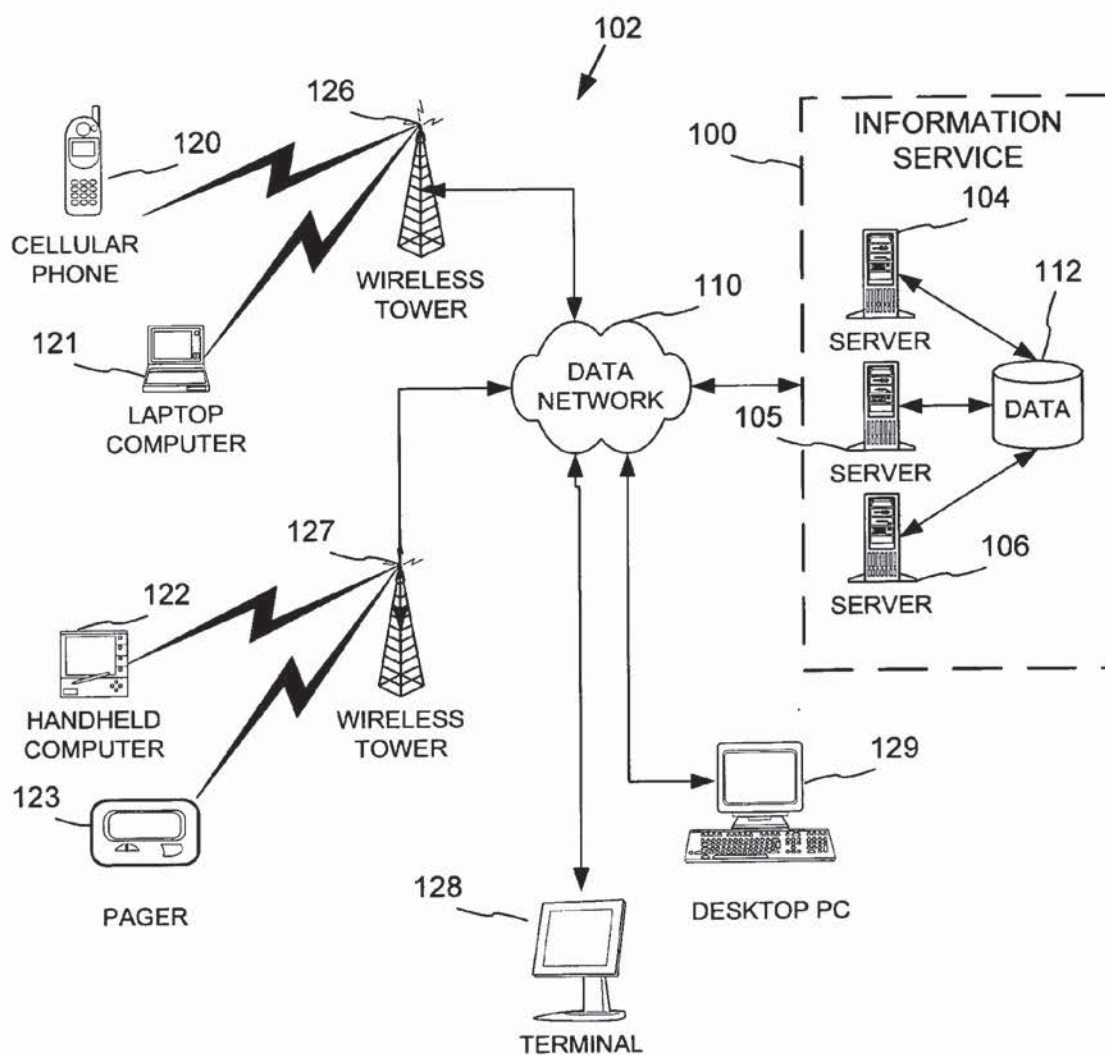 102
126
120
CELLULAR
PHONE
WIRELESS
TOWER
121
LAPTOP
COMPUTER
110
DATA
NETWORK
100
INFORMATION
SERVICE
104
SERVER
112
DATA
105
SERVER
106
SERVER
127
122
HANDHELD
COMPUTER
WIRELESS
TOWER
123
PAGER
129
DESKTOP PC
128
TERMINAL